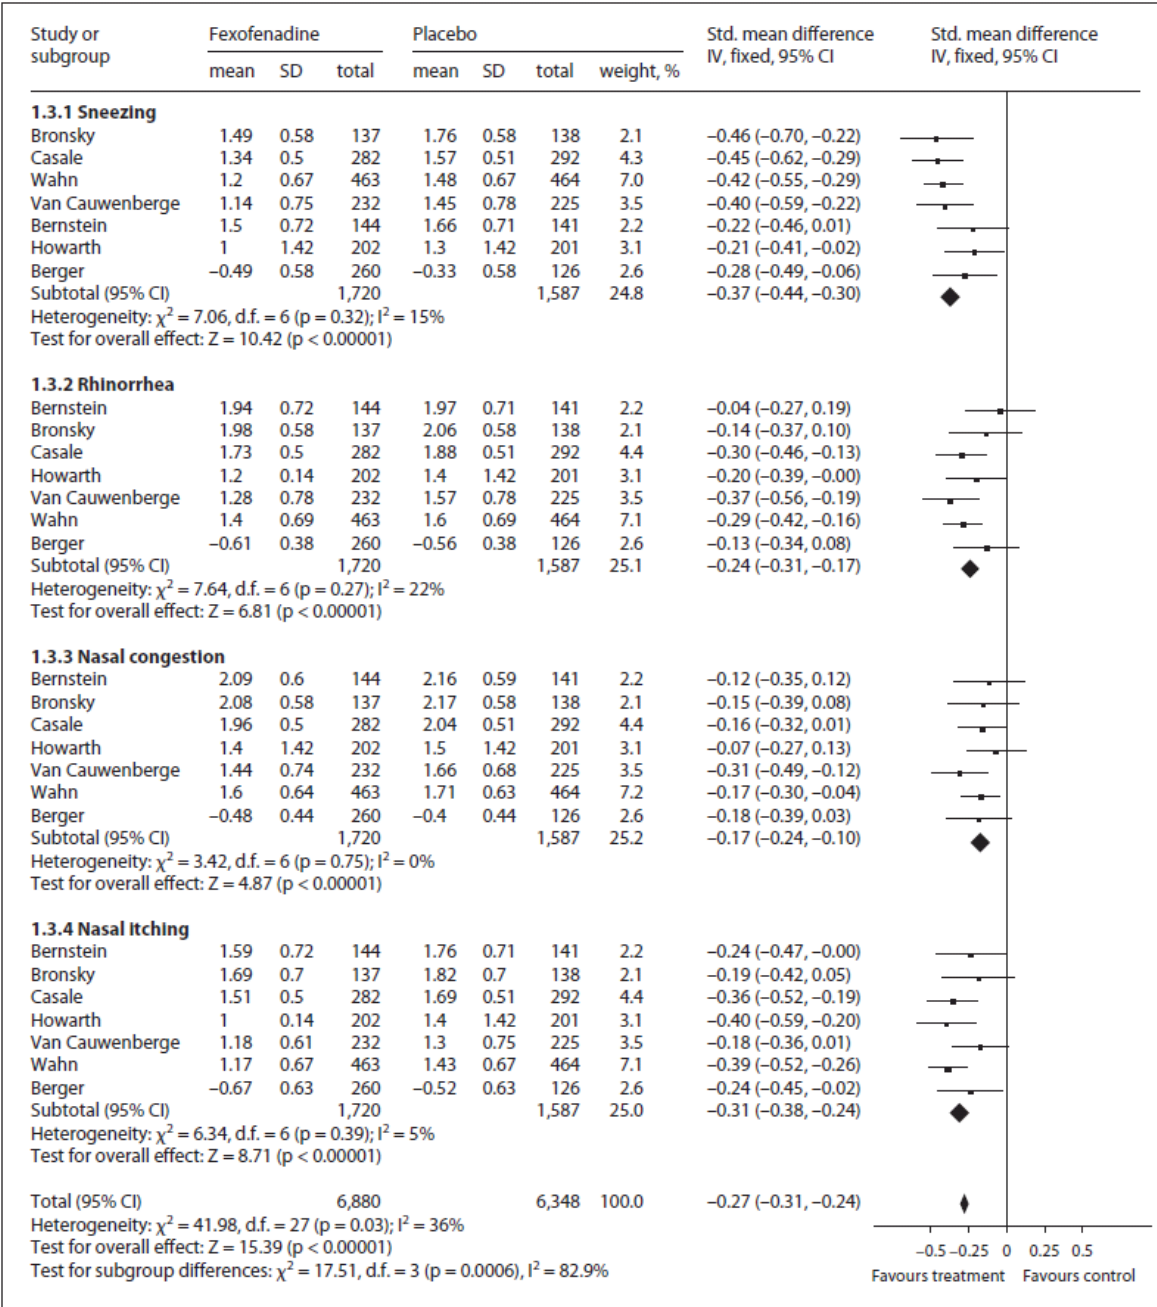 Study or subgroup Fexofenadine Placebo Std. mean difference IV, fixed, 95% CI Std. mean difference IV, fixed, 95% CI
mean SD total mean SD total weight, %
1.3.1 Sneezing
Bronsky 1.49 0.58 137 1.76 0.58 138 2.1 −0.46 (−0.70, −0.22)
Casale 1.34 0.5 282 1.57 0.51 292 4.3 −0.45 (−0.62, −0.29)
Wahn 1.2 0.67 463 1.48 0.67 464 7.0 −0.42 (−0.55, −0.29)
Van Cauwenberge 1.14 0.75 232 1.45 0.78 225 3.5 −0.40 (−0.59, −0.22)
Bernstein 1.5 0.72 144 1.66 0.71 141 2.2 −0.22 (−0.46, 0.01)
Howarth 1 1.42 202 1.3 1.42 201 3.1 −0.21 (−0.41, −0.02)
Berger −0.49 0.58 260 −0.33 0.58 126 2.6 −0.28 (−0.49, −0.06)
Subtotal (95% CI) 1,720 1,587 24.8 −0.37 (−0.44, −0.30)
Heterogeneity: χ² = 7.06, d.f. = 6 (p = 0.32); I² = 15%
Test for overall effect: Z = 10.42 (p < 0.00001)
1.3.2 Rhinorrhea
Bernstein 1.94 0.72 144 1.97 0.71 141 2.2 −0.04 (−0.27, 0.19)
Bronsky 1.98 0.58 137 2.06 0.58 138 2.1 −0.14 (−0.37, 0.10)
Casale 1.73 0.5 282 1.88 0.51 292 4.4 −0.30 (−0.46, −0.13)
Howarth 1.2 0.14 202 1.4 1.42 201 3.1 −0.20 (−0.39, −0.00)
Van Cauwenberge 1.28 0.78 232 1.57 0.78 225 3.5 −0.37 (−0.56, −0.19)
Wahn 1.4 0.69 463 1.6 0.69 464 7.1 −0.29 (−0.42, −0.16)
Berger −0.61 0.38 260 −0.56 0.38 126 2.6 −0.13 (−0.34, 0.08)
Subtotal (95% CI) 1,720 1,587 25.1 −0.24 (−0.31, −0.17)
Heterogeneity: χ² = 7.64, d.f. = 6 (p = 0.27); I² = 22%
Test for overall effect: Z = 6.81 (p < 0.00001)
1.3.3 Nasal congestion
Bernstein 2.09 0.6 144 2.16 0.59 141 2.2 −0.12 (−0.35, 0.12)
Bronsky 2.08 0.58 137 2.17 0.58 138 2.1 −0.15 (−0.39, 0.08)
Casale 1.96 0.5 282 2.04 0.51 292 4.4 −0.16 (−0.32, 0.01)
Howarth 1.4 1.42 202 1.5 1.42 201 3.1 −0.07 (−0.27, 0.13)
Van Cauwenberge 1.44 0.74 232 1.66 0.68 225 3.5 −0.31 (−0.49, −0.12)
Wahn 1.6 0.64 463 1.71 0.63 464 7.2 −0.17 (−0.30, −0.04)
Berger −0.48 0.44 260 −0.4 0.44 126 2.6 −0.18 (−0.39, 0.03)
Subtotal (95% CI) 1,720 1,587 25.2 −0.17 (−0.24, −0.10)
Heterogeneity: χ² = 3.42, d.f. = 6 (p = 0.75); I² = 0%
Test for overall effect: Z = 4.87 (p < 0.00001)
1.3.4 Nasal itching
Bernstein 1.59 0.72 144 1.76 0.71 141 2.2 −0.24 (−0.47, −0.00)
Bronsky 1.69 0.7 137 1.82 0.7 138 2.1 −0.19 (−0.42, 0.05)
Casale 1.51 0.5 282 1.69 0.51 292 4.4 −0.36 (−0.52, −0.19)
Howarth 1 0.14 202 1.4 1.42 201 3.1 −0.40 (−0.59, −0.20)
Van Cauwenberge 1.18 0.61 232 1.3 0.75 225 3.5 −0.18 (−0.36, 0.01)
Wahn 1.17 0.67 463 1.43 0.67 464 7.1 −0.39 (−0.52, −0.26)
Berger −0.67 0.63 260 −0.52 0.63 126 2.6 −0.24 (−0.45, −0.02)
Subtotal (95% CI) 1,720 1,587 25.0 −0.31 (−0.38, −0.24)
Heterogeneity: χ² = 6.34, d.f. = 6 (p = 0.39); I² = 5%
Test for overall effect: Z = 8.71 (p < 0.00001)
Total (95% CI) 6,880 6,348 100.0 −0.27 (−0.31, −0.24)
Heterogeneity: χ² = 41.98, d.f. = 27 (p = 0.03); I² = 36%
Test for overall effect: Z = 15.39 (p < 0.00001)
Test for subgroup differences: χ² = 17.51, d.f. = 3 (p = 0.0006), I² = 82.9%
−0.5 −0.25 0 0.25 0.5
Favours treatment Favours control